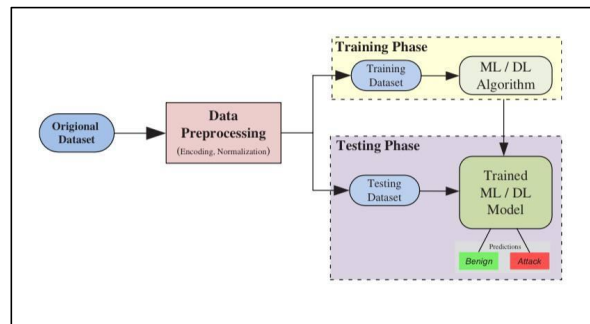 Training Phase
Training
Dataset
ML / DL
Algorithm
Origional
Dataset
Data
Preprocessing
(Encoding, Normalization)
Testing Phase
Testing
Dataset
Trained
ML / DL
Model
Predictions
Benign
Attack